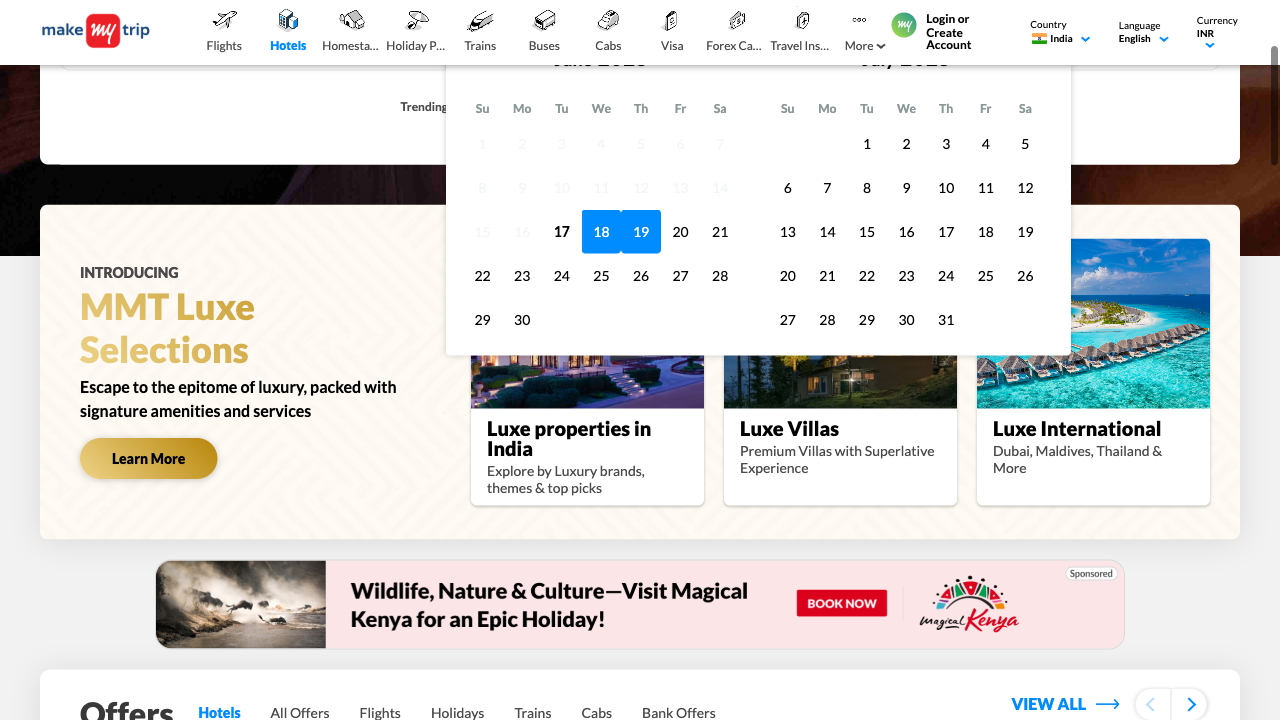 make my trip
Flights
Hotels
Homesta...
Holiday P...
Trains
Buses
Cabs
Visa
Forex Ca...
Travel Ins...
More
my
Login or
Create
Account
Country
India
Language
English
Currency
INR
June 2025
July 2025
Trending
Su Mo Tu We Th Fr Sa
1 2 3 4 5 6 7
8 9 10 11 12 13 14
15 16 17 18 19 20 21
22 23 24 25 26 27 28
29 30
Su Mo Tu We Th Fr Sa
1 2 3 4 5
6 7 8 9 10 11 12
13 14 15 16 17 18 19
20 21 22 23 24 25 26
27 28 29 30 31
INTRODUCING
MMT Luxe
Selections
Escape to the epitome of luxury, packed with
signature amenities and services
Learn More
Luxe properties in
India
Explore by Luxury brands,
themes & top picks
Luxe Villas
Premium Villas with Superlative
Experience
Luxe International
Dubai, Maldives, Thailand &
More
Wildlife, Nature & Culture—Visit Magical
Kenya for an Epic Holiday!
BOOK NOW
magical Kenya
Sponsored
Offers
Hotels
All Offers
Flights
Holidays
Trains
Cabs
Bank Offers
VIEW ALL